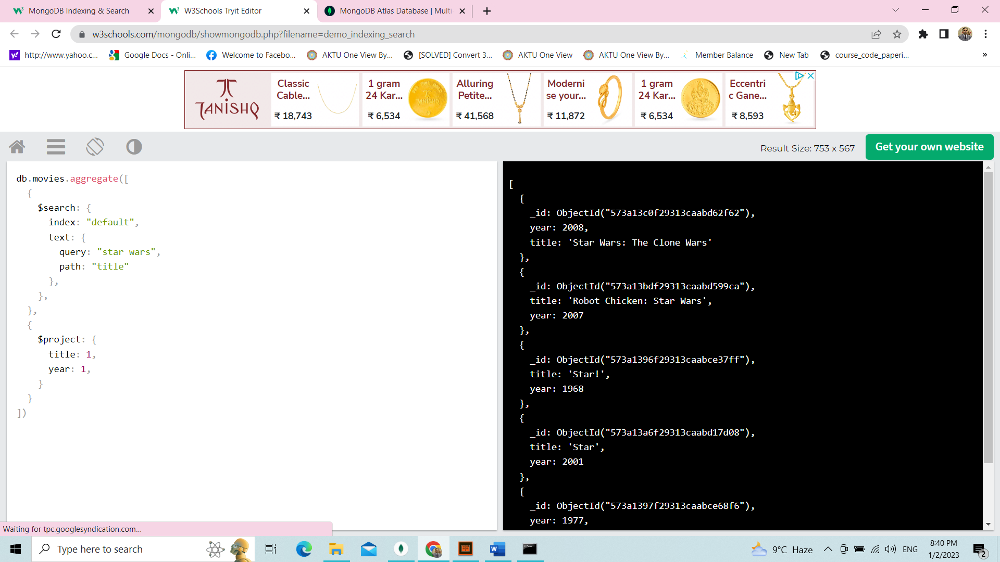 MongoDB Indexing & Search
W3Schools Tryit Editor
MongoDB Atlas Database | Multi
w3schools.com/mongodb/showmongodb.php?filename=demo_indexing_search
http://www.yahoo.c...
Google Docs - Onli...
Welcome to Facebo...
AKTU One View By...
[SOLVED] Convert 3...
AKTU One View
AKTU One View By...
Member Balance
New Tab
course_code_paperi...
»
TANISHQ
Classic
Cable...
₹ 18,743
1 gram
24 Kar...
₹ 6,534
Alluring
Petite...
₹ 41,568
Moderni
se your...
₹ 11,872
1 gram
24 Kar...
₹ 6,534
Eccentri
c Gane...
₹ 8,593
Result Size: 753 x 567
Get your own website
db.movies.aggregate([
{
$search: {
index: "default",
text: {
query: "star wars",
path: "title"
},
},
},
{
$project: {
title: 1,
year: 1,
}
}
])
[
{
_id: ObjectId("573a13c0f29313caabd62f62"),
year: 2008,
title: 'Star Wars: The Clone Wars'
},
{
_id: ObjectId("573a13bdf29313caabd599ca"),
title: 'Robot Chicken: Star Wars',
year: 2007
},
{
_id: ObjectId("573a1396f29313caabce37ff"),
title: 'Star!',
year: 1968
},
{
_id: ObjectId("573a13a6f29313caabd17d08"),
title: 'Star',
year: 2001
},
{
_id: ObjectId("573a1397f29313caabce68f6"),
year: 1977,
Waiting for tpc.googlesyndication.com...
Type here to search
9°C Haze
ENG
8:40 PM
1/2/2023
2